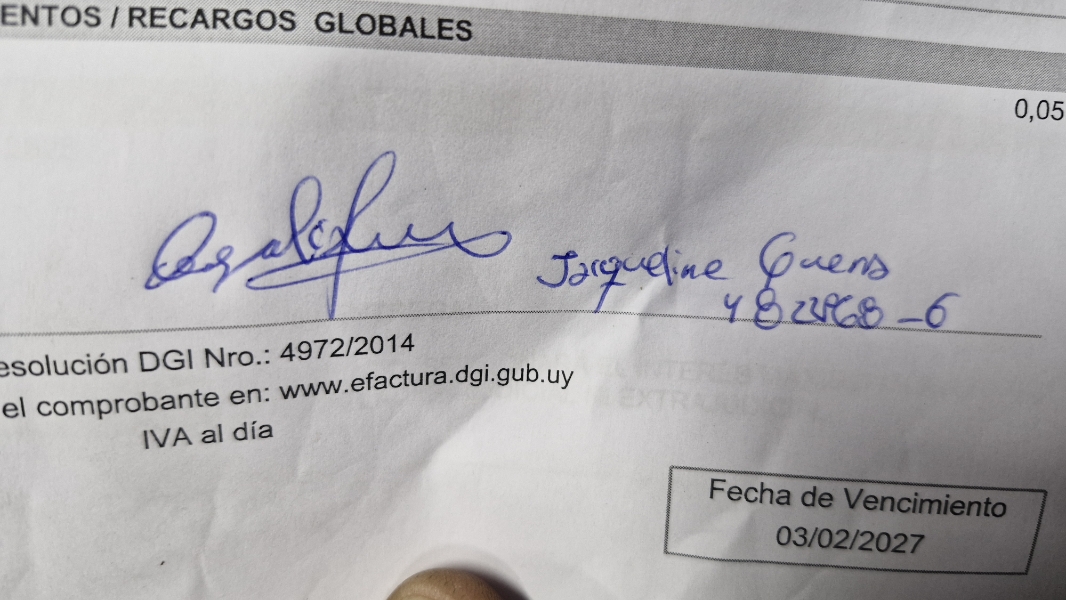 ENTOS / RECARGOS GLOBALES
0,05
Jacqueline
esolución DGI Nro.: 4972/2014
el comprobante en: www.efactura.dgi.gub.uy
IVA al día
Fecha de Vencimiento
03/02/2027